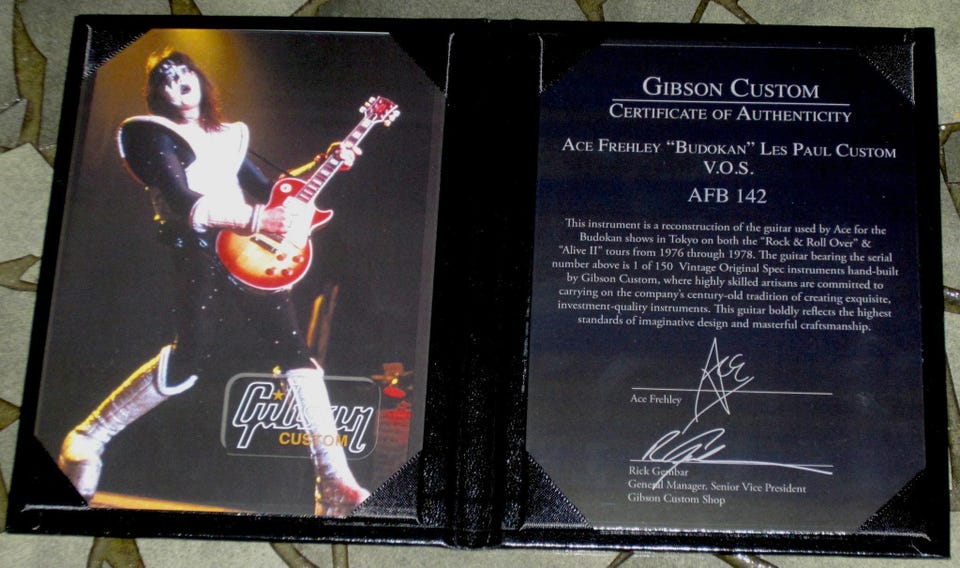 Gibson
CUSTOM
GIBSON CUSTOM
CERTIFICATE OF AUTHENTICITY
ACE FREHLEY “BUDOKAN” LES PAUL CUSTOM
V.O.S.
AFB 142
This instrument is a reconstruction of the guitar used by Ace for the
Budokan shows in Tokyo on both the “Rock & Roll Over” &
“Alive II” tours from 1976 through 1978. The guitar bearing the serial
number above is 1 of 150 Vintage Original Spec instruments hand-built
by Gibson Custom, where highly skilled artisans are committed to
carrying on the company’s century-old tradition of creating exquisite,
investment-quality instruments. This guitar boldly reflects the highest
standards of imaginative design and masterful craftsmanship.
Ace
Ace Frehley
Rick Gembar
General Manager, Senior Vice President
Gibson Custom Shop